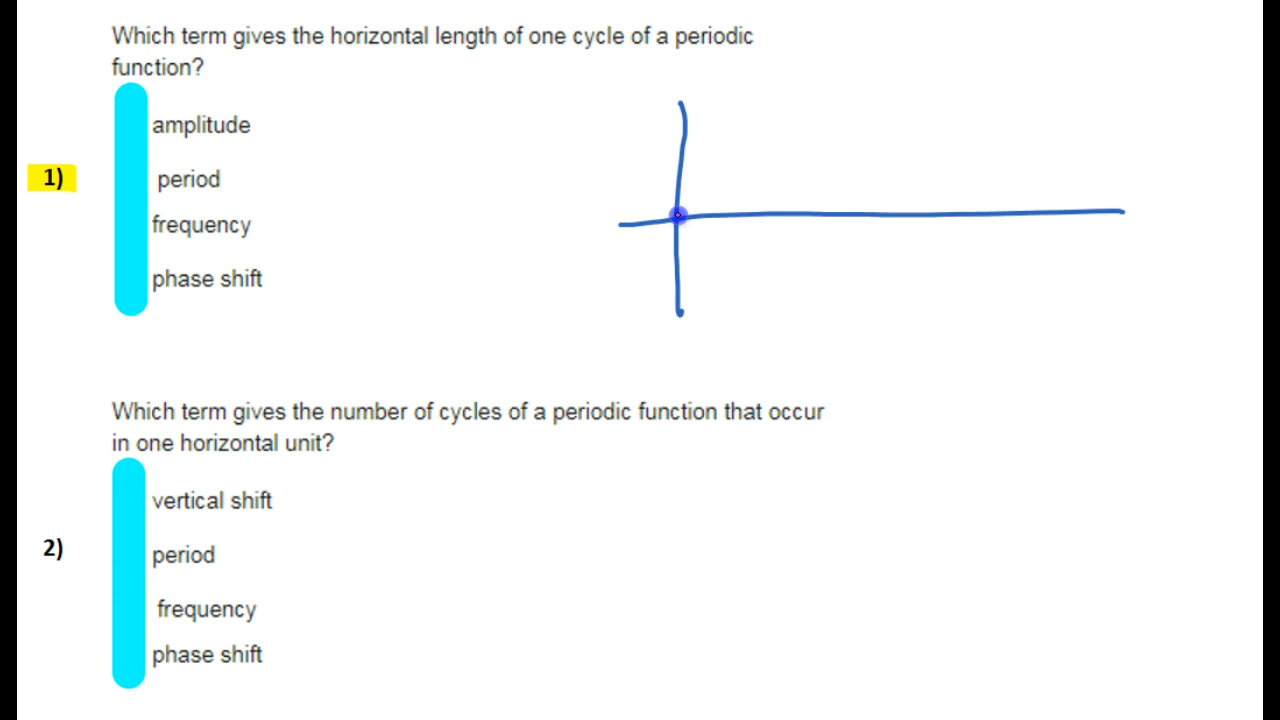 Which term gives the horizontal length of one cycle of a periodic
function?
amplitude
1) period
frequency
phase shift
Which term gives the number of cycles of a periodic function that occur
in one horizontal unit?
vertical shift
2) period
frequency
phase shift